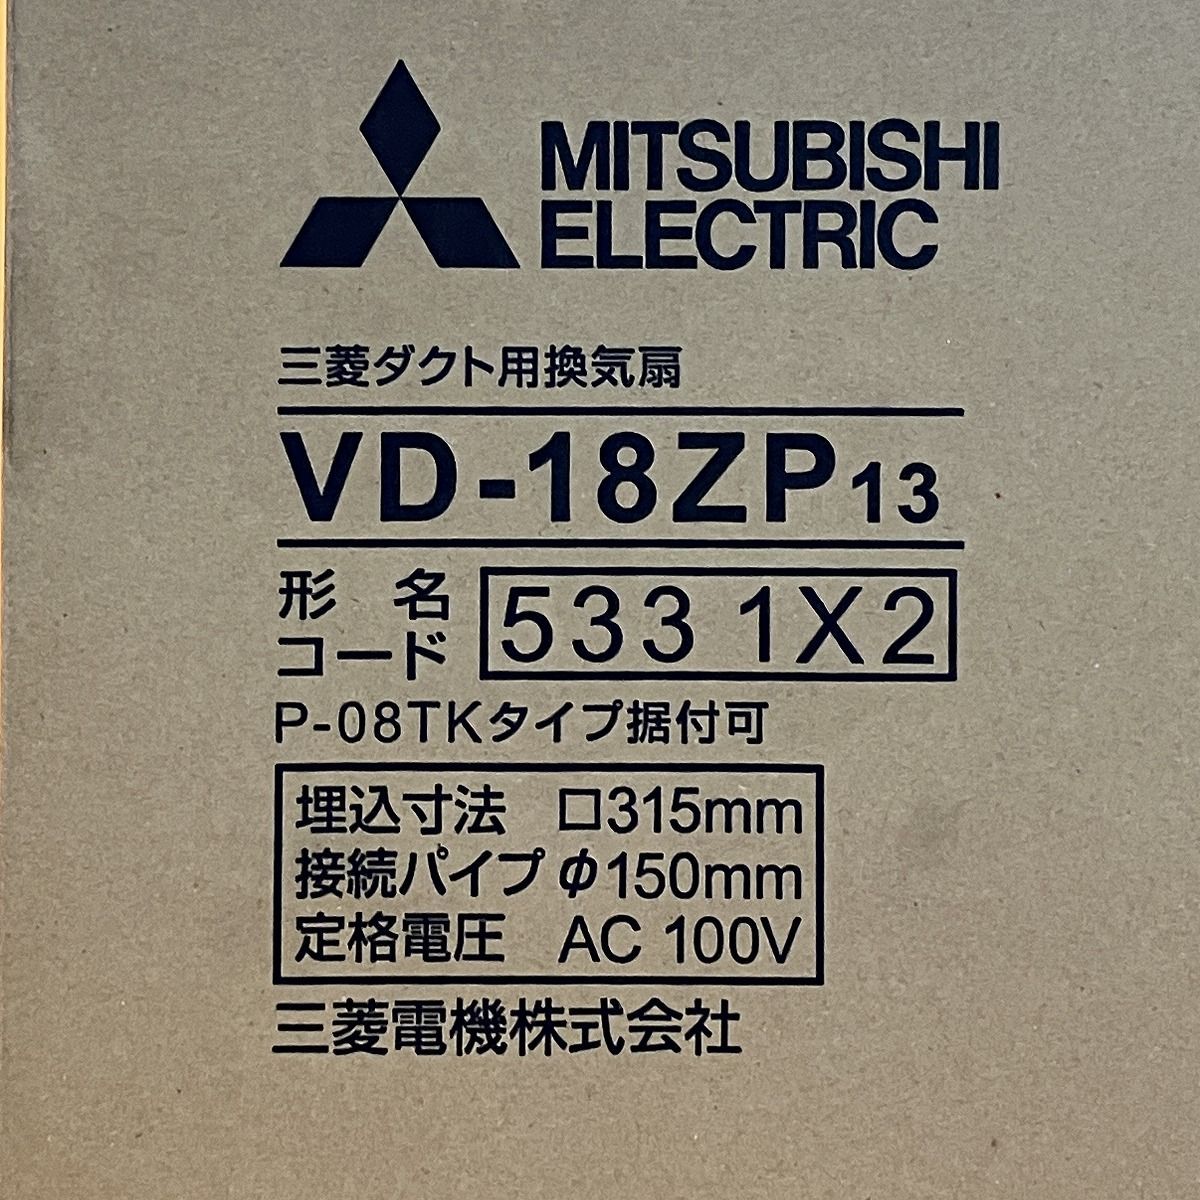 MITSUBISHI
ELECTRIC
三菱ダクト用換気扇
VD-18ZP13
形名
コード 533 1X2
P-08TKタイプ据付可
埋込寸法 □315mm
接続パイプ φ150mm
定格電圧 AC 100V
三菱電機株式会社